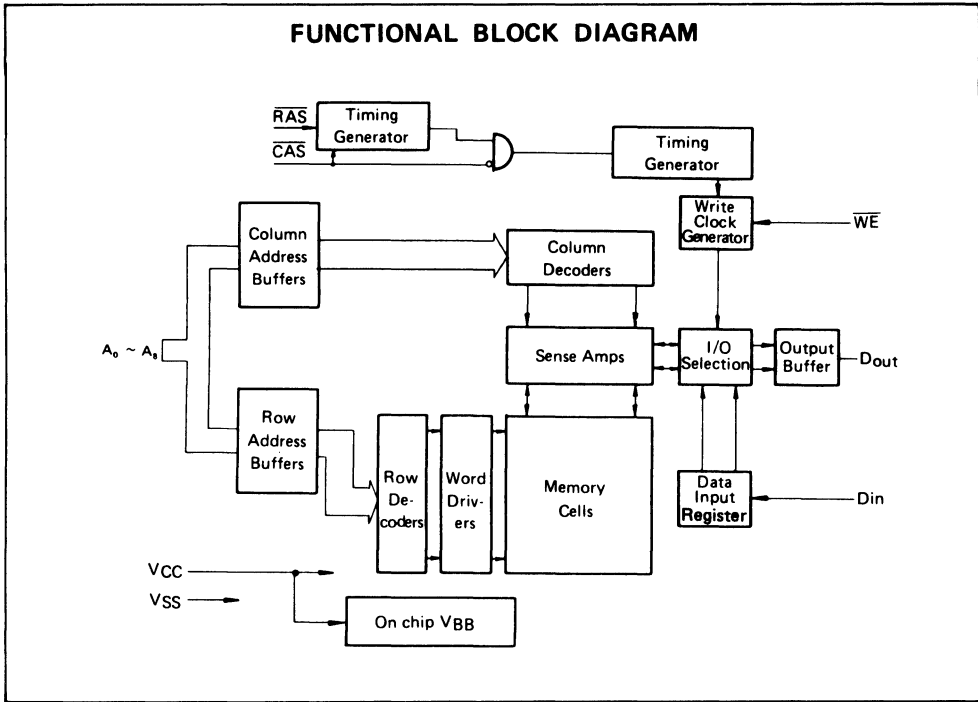 FUNCTIONAL BLOCK DIAGRAM
RAS
CAS
Timing
Generator
Timing
Generator
Write
Clock
Generator
WE
Column
Address
Buffers
Column
Decoders
A₀ ~ A₈
Sense Amps
I/O
Selection
Output
Buffer
Dout
Row
Address
Buffers
Row
De-
coders
Word
Driv-
ers
Memory
Cells
Data
Input
Register
Din
VCC
VSS
On chip VBB